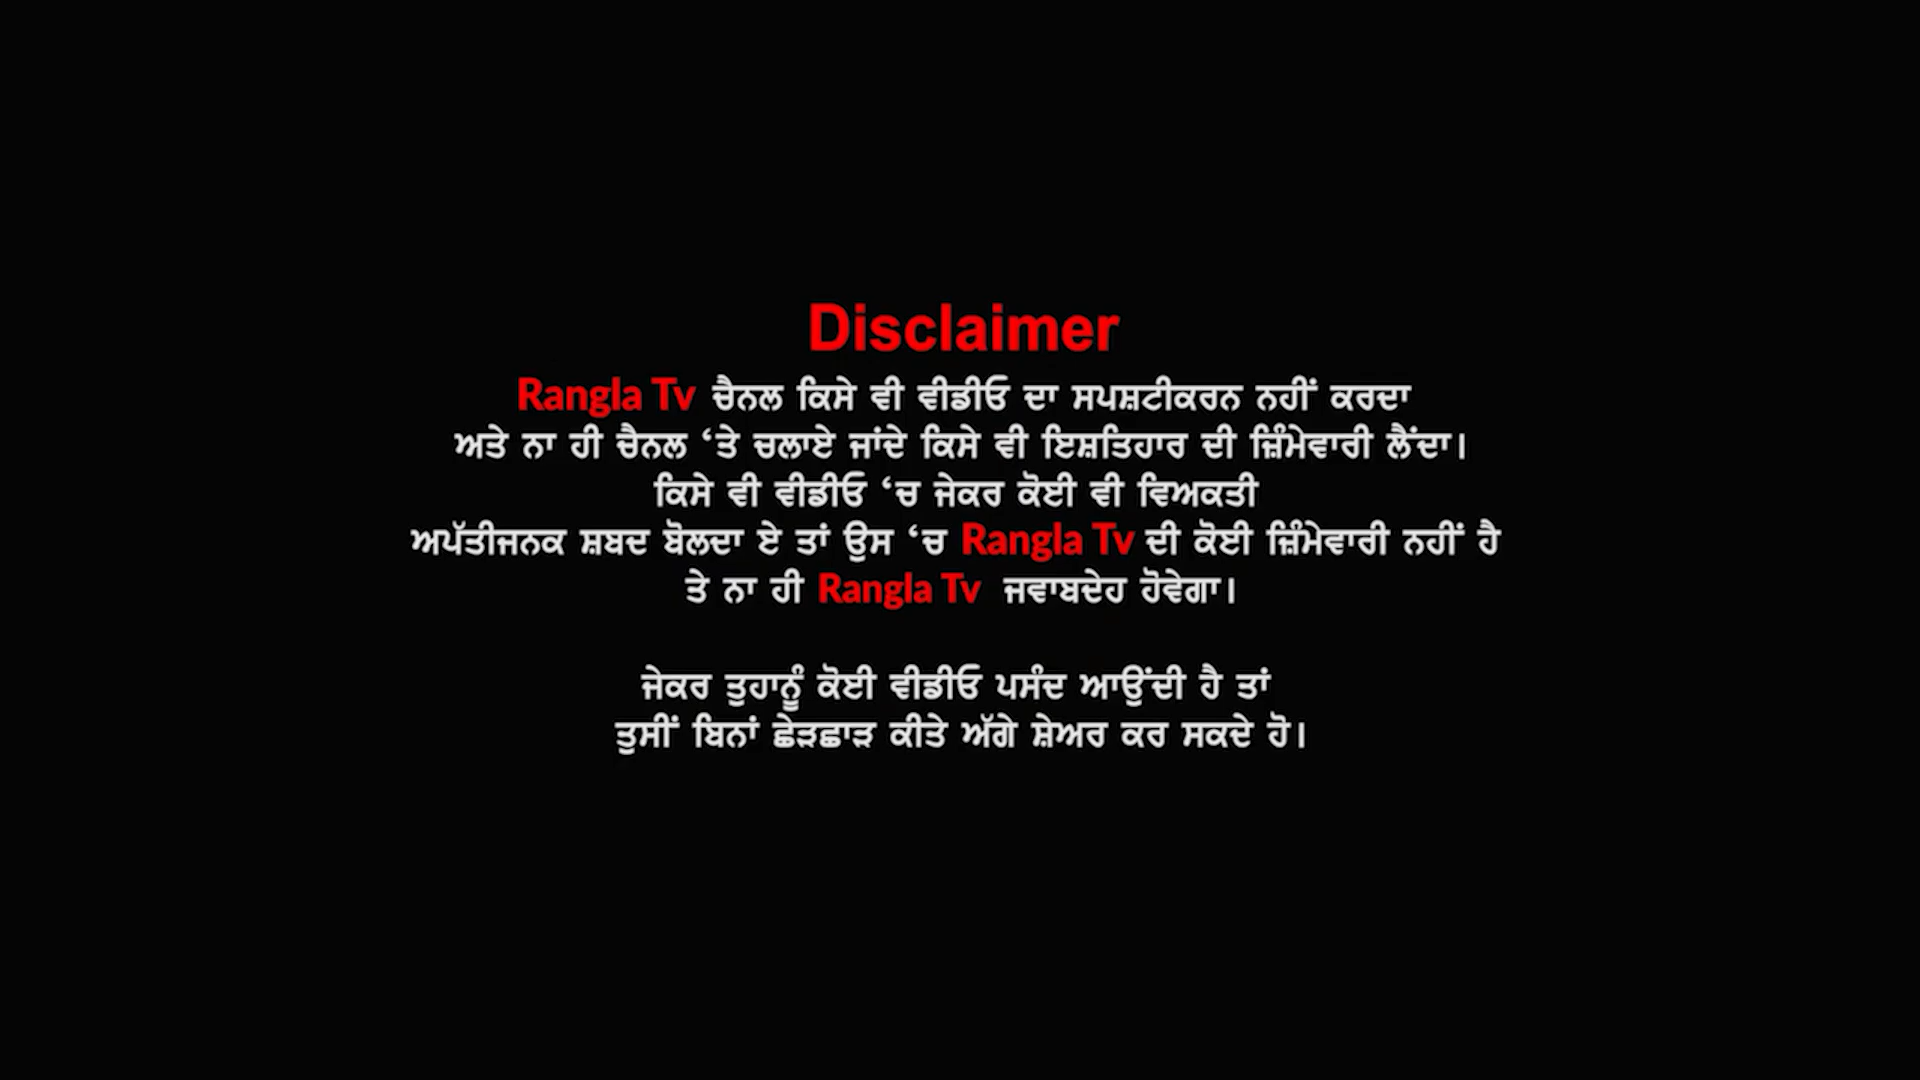 Disclaimer
Rangla Tv ਚੈਨਲ ਕਿਸੇ ਵੀ ਵੀਡੀਓ ਦਾ ਸਪਸ਼ਟੀਕਰਨ ਨਹੀਂ ਕਰਦਾ
ਅਤੇ ਨਾ ਹੀ ਚੈਨਲ ‘ਤੇ ਚਲਾਏ ਜਾਂਦੇ ਕਿਸੇ ਵੀ ਇਸ਼ਤਿਹਾਰ ਦੀ ਜ਼ਿੰਮੇਵਾਰੀ ਲੈਂਦਾ।
ਕਿਸੇ ਵੀ ਵੀਡੀਓ ‘ਚ ਜੇਕਰ ਕੋਈ ਵੀ ਵਿਅਕਤੀ
ਅਪੱਤੀਜਨਕ ਸ਼ਬਦ ਬੋਲਦਾ ਏ ਤਾਂ ਉਸ ‘ਚ Rangla Tv ਦੀ ਕੋਈ ਜ਼ਿੰਮੇਵਾਰੀ ਨਹੀਂ ਹੈ
ਤੇ ਨਾ ਹੀ Rangla Tv ਜਵਾਬਦੇਹ ਹੋਵੇਗਾ।
ਜੇਕਰ ਤੁਹਾਨੂੰ ਕੋਈ ਵੀਡੀਓ ਪਸੰਦ ਆਉਂਦੀ ਹੈ ਤਾਂ
ਤੁਸੀਂ ਬਿਨਾਂ ਛੇੜਛਾੜ ਕੀਤੇ ਅੱਗੇ ਸ਼ੇਅਰ ਕਰ ਸਕਦੇ ਹੋ।